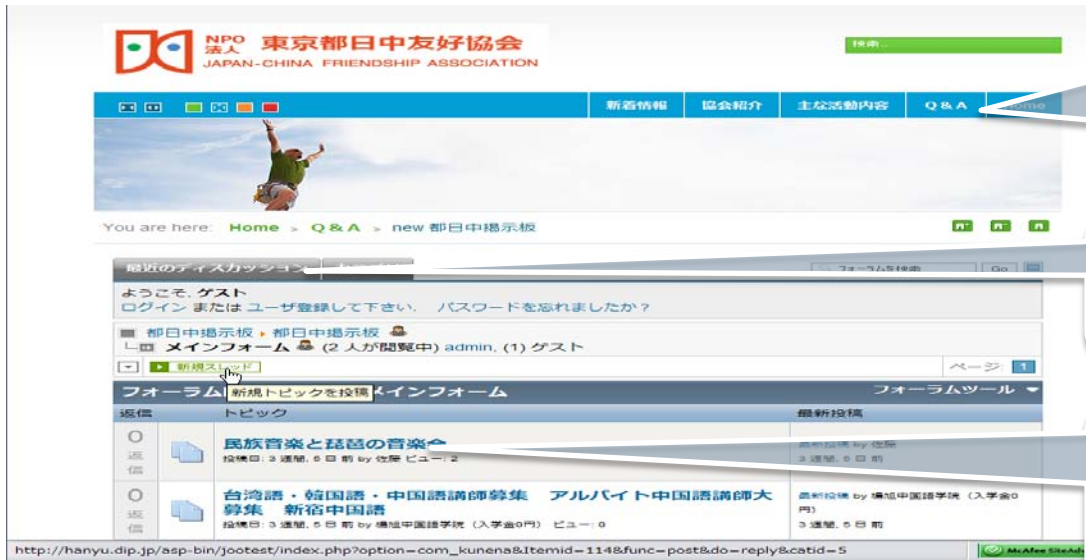 NPO
法人 東京都日中友好協会
JAPAN-CHINA FRIENDSHIP ASSOCIATION
検索...
新着情報 協会紹介 主な活動内容 Q & A
You are here: Home » Q & A » new 都日中掲示板
最近のディスカッション
フォーラムを検索 Go
ようこそ, ゲスト
ログイン または ユーザ登録して下さい. パスワードを忘れましたか？
都日中掲示板 都日中掲示板
メインフォーム (2 人が閲覧中) admin, (1) ゲスト
新規スレッド
ページ: 1
新規トピックを投稿
フォーラム メインフォーム フォーラムツール
返信 トピック 最新投稿
0 返信
民族音楽と琵琶の音楽会
投稿日: 3 週間, 5 日 前 by 佐藤 ビュー: 2
最新投稿 by 佐藤
3 週間, 5 日 前
0 返信
台湾語・韓国語・中国語講師募集 アルバイト中国語講師大
募集 新宿中国語
投稿日: 3 週間, 5 日 前 by 楊旭中国語学院（入学金0円） ビュー: 0
最新投稿 by 楊旭中国語学院（入学金0
円）
3 週間, 5 日 前
http://hanyu.dip.jp/asp-bin/jootest/index.php?option=com_kunena&Itemid=114&func=post&do=reply&catid=5
McAfee SiteAd